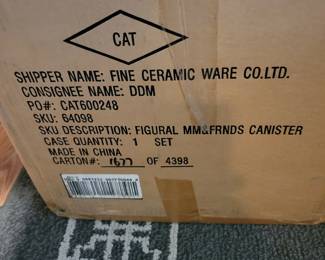 CAT
SHIPPER NAME: FINE CERAMIC WARE CO.LTD.
CONSIGNEE NAME: DDM
PO#: CAT600248
SKU: 64098
SKU DESCRIPTION: FIGURAL MM&FRNDS CANISTER
CASE QUANTITY: 1 SET
MADE IN CHINA
CARTON#: 1677 OF 4398